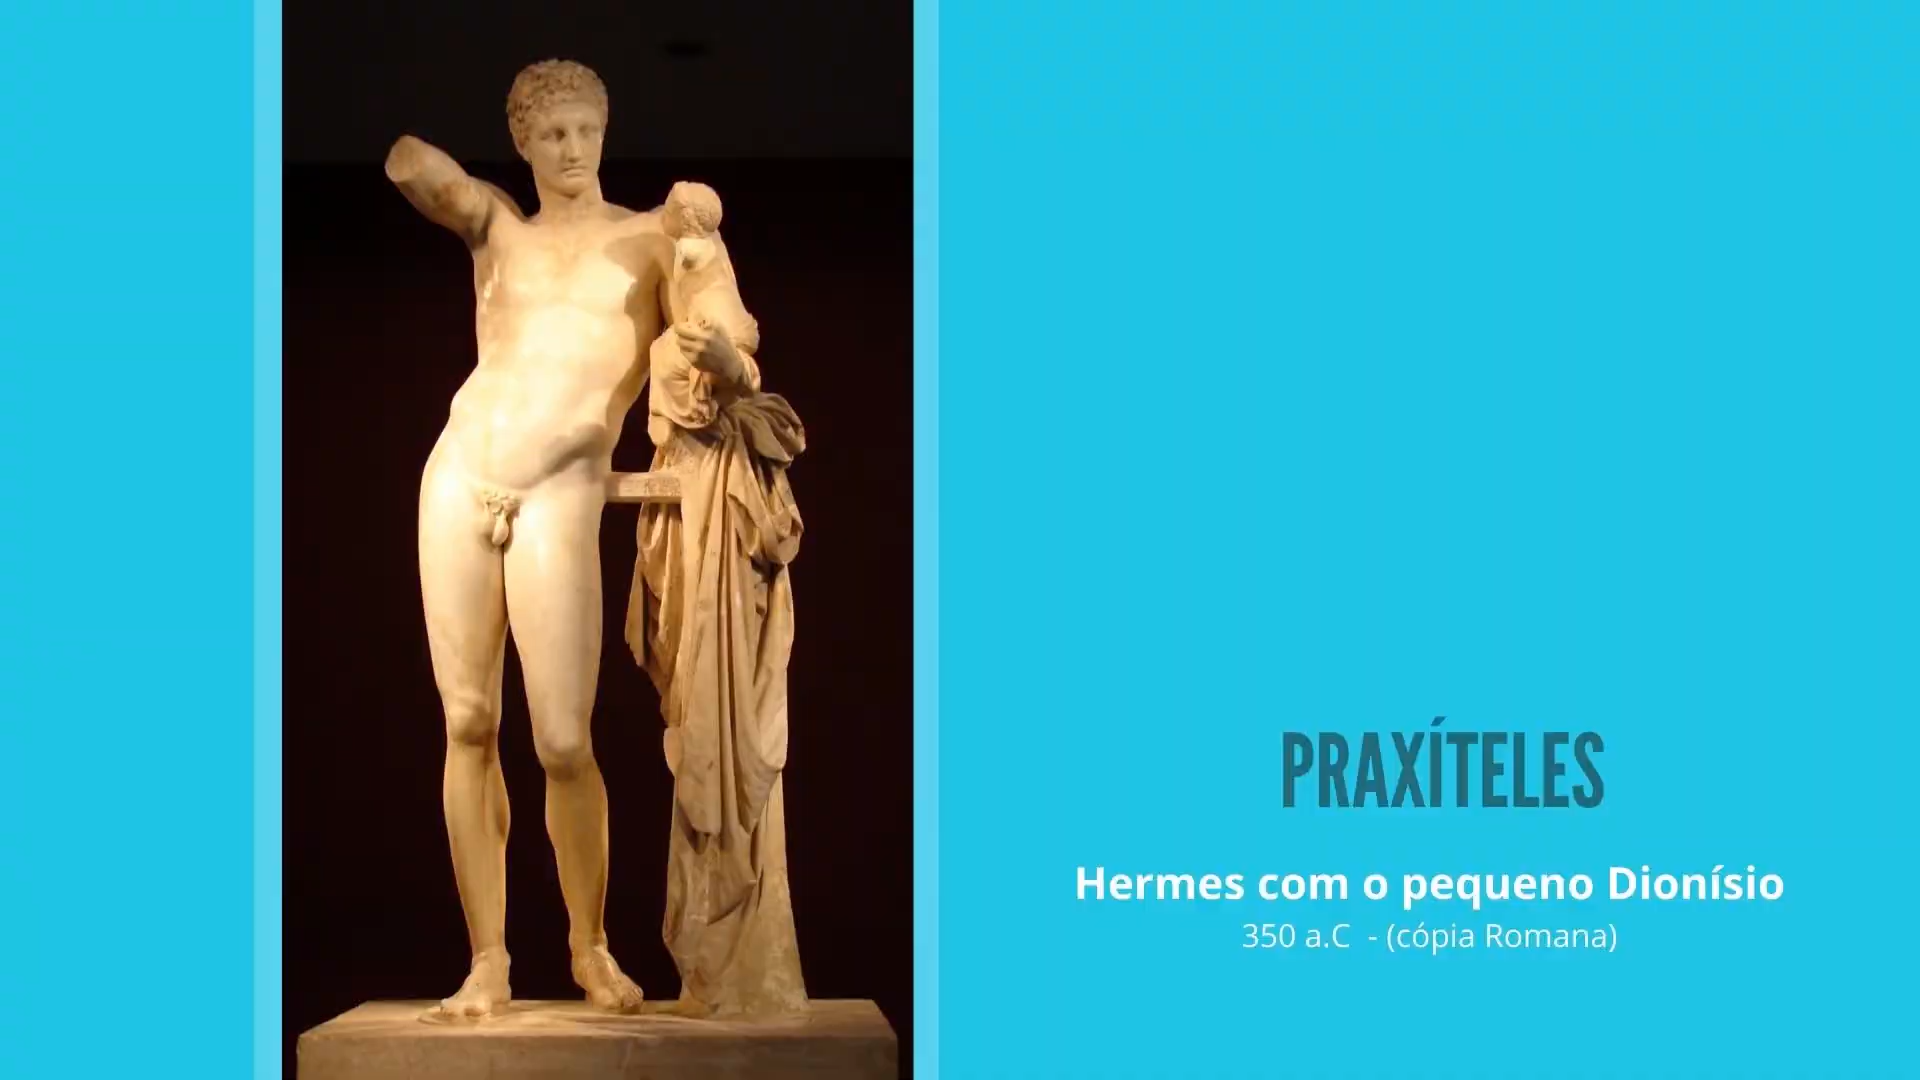 PRAXÍTELES
Hermes com o pequeno Dionísio
350 a.C - (cópia Romana)